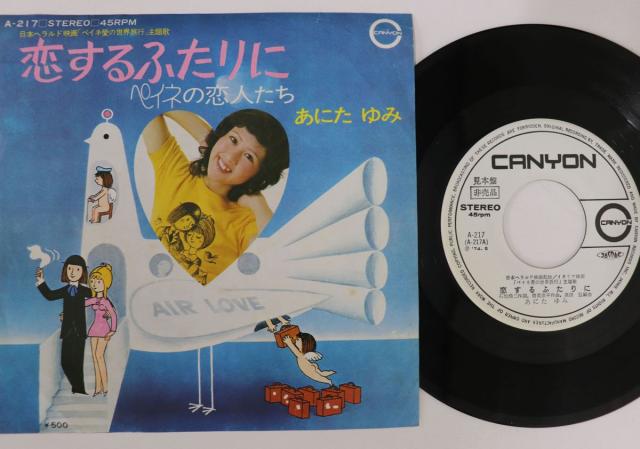 A-217 STEREO 45RPM
日本ヘラルド映画「ペイネ愛の世界旅行」主題歌
CANYON
恋するふたりに
ペイネの恋人たち
あにた ゆみ
AIR LOVE
¥500
CANYON
見本盤
非売品
STEREO
45rpm
A-217
(A-217A)
CANYON
恋するふたりに
あにた ゆみ